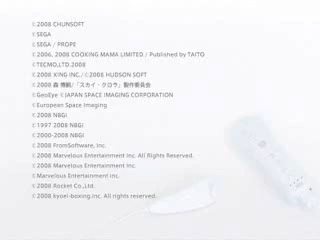 ©2008 CHUNSOFT
©SEGA
©SEGA / PROPE
©2006, 2008 COOKING MAMA LIMITED / Published by TAITO
©TECMO,LTD.2008
©2008 XING INC./©2008 HUDSON SOFT
©2008 森 博嗣/「スカイ・クロラ」製作委員会
©GeoEye ©JAPAN SPACE IMAGING CORPORATION
©European Space Imaging
©2008 NBGI
©1997 2008 NBGI
©2000-2008 NBGI
©2008 FromSoftware, Inc.
©2008 Marvelous Entertainment Inc. All Rights Reserved.
©2008 Marvelous Entertainment Inc.
©Marvelous Entertainment Inc.
©2008 Rocket Co.,Ltd.
©2008 kyoei-boxing.inc. All rights reserved.